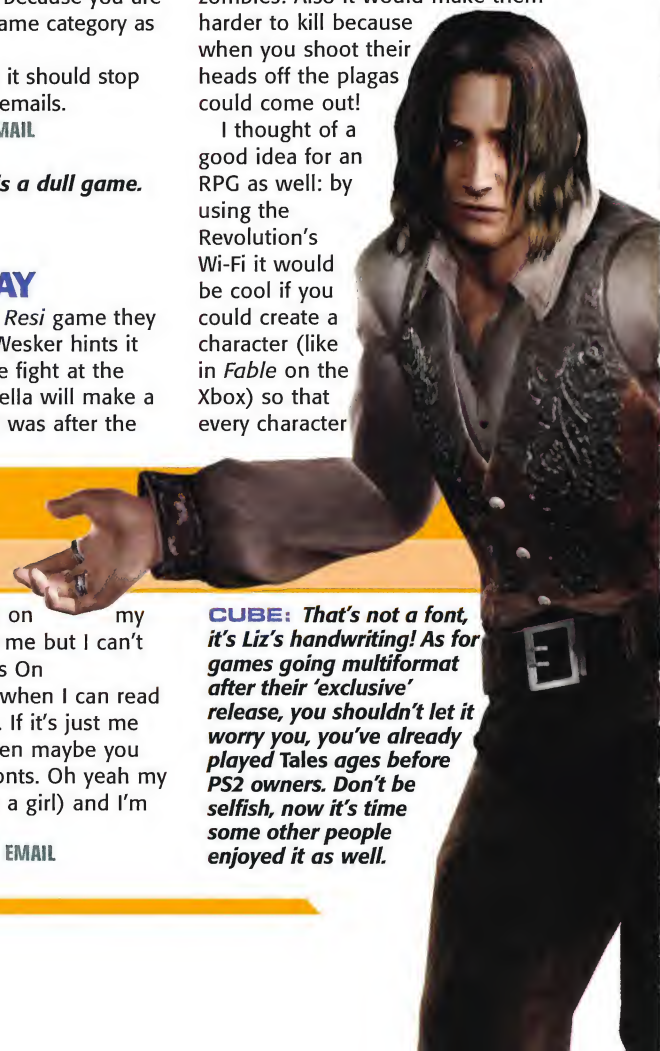 because you are
ame category as
it should stop
emails.
MAIL
s a dull game.
AY
Resi game they
Wesker hints it
e fight at the
ella will make a
was after the
on my
me but I can't
s On
when I can read
. If it's just me
en maybe you
onts. Oh yeah my
a girl) and I'm
EMAIL
zombies. Also it would make them
harder to kill because
when you shoot their
heads off the plagas
could come out!
I thought of a
good idea for an
RPG as well: by
using the
Revolution's
Wi-Fi it would
be cool if you
could create a
character (like
in Fable on the
Xbox) so that
every character
CUBE: That's not a font,
it's Liz's handwriting! As for
games going multiformat
after their 'exclusive'
release, you shouldn't let it
worry you, you've already
played Tales ages before
PS2 owners. Don't be
selfish, now it's time
some other people
enjoyed it as well.